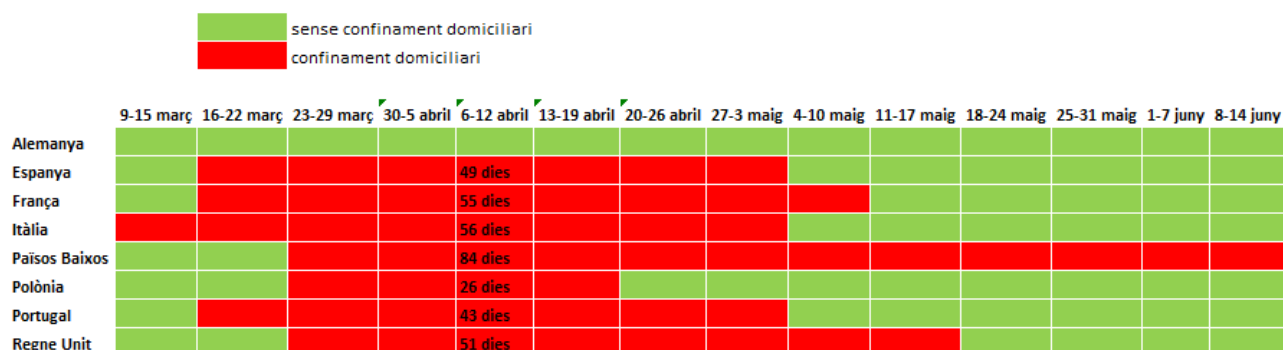 sense confinament domiciliari
confinament domiciliari
9-15 març 16-22 març 23-29 març 30-5 abril 6-12 abril 13-19 abril 20-26 abril 27-3 maig 4-10 maig 11-17 maig 18-24 maig 25-31 maig 1-7 juny 8-14 juny
Alemanya
Espanya 49 dies
França 55 dies
Itàlia 56 dies
Països Baixos 84 dies
Polònia 26 dies
Portugal 43 dies
Regne Unit 51 dies